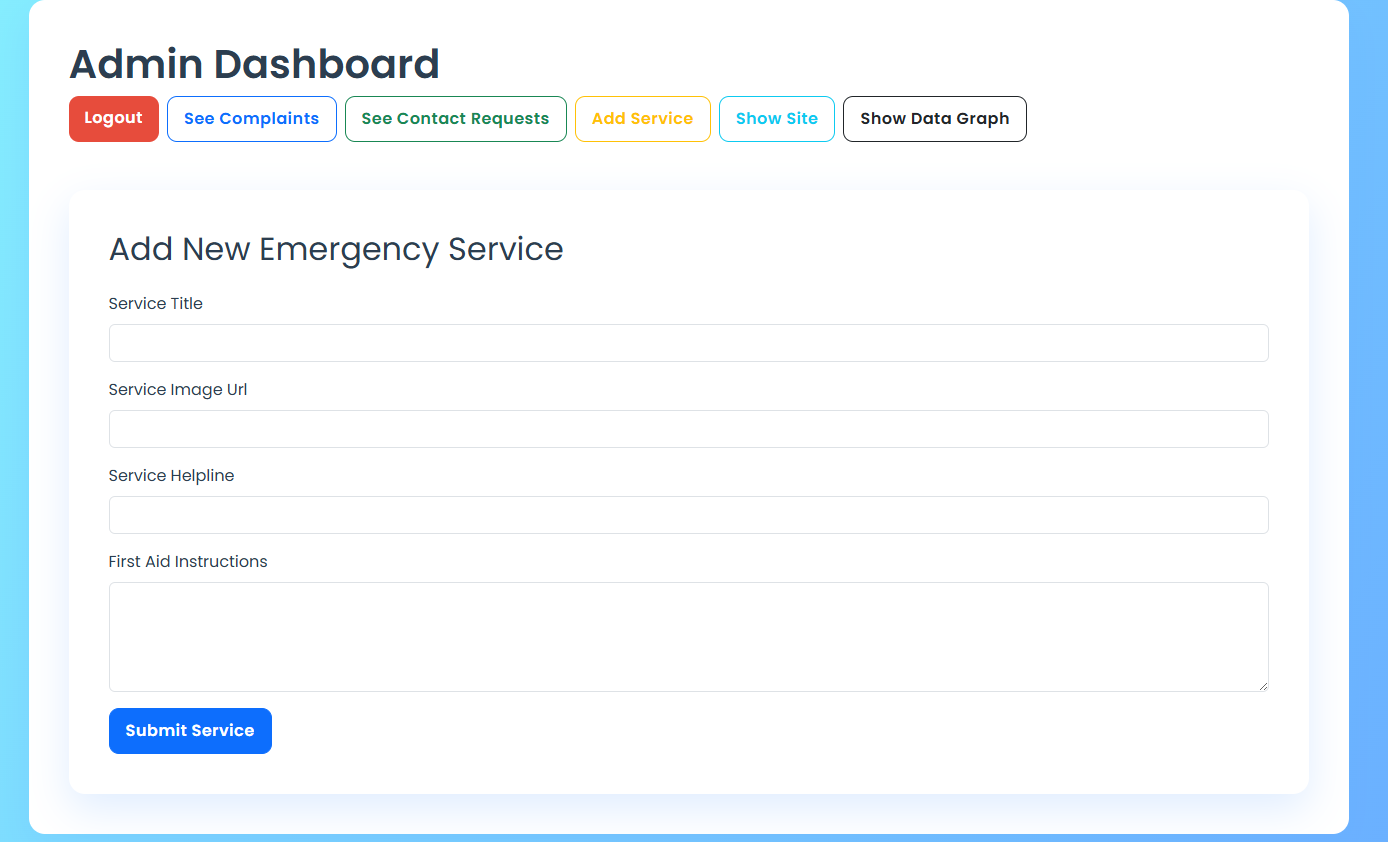 Admin Dashboard
Logout See Complaints See Contact Requests Add Service Show Site Show Data Graph
Add New Emergency Service
Service Title
Service Image Url
Service Helpline
First Aid Instructions
Submit Service